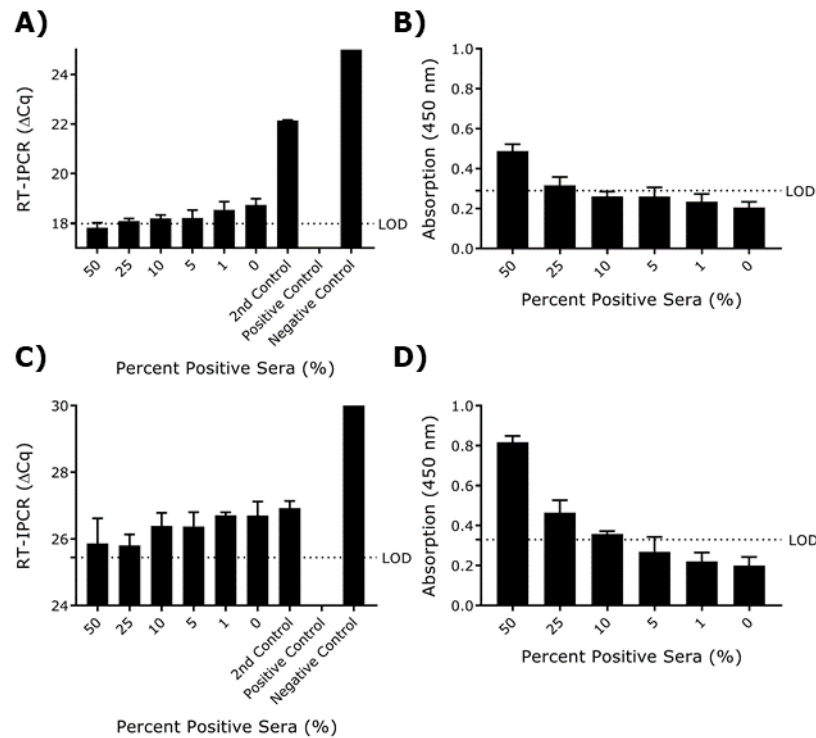 A)
24
22
20
18
RT-IPCR (ΔCq)
LOD
50
25
10
5
1
0
2nd Control
Positive Control
Negative Control
Percent Positive Sera (%)
B)
1.0
0.8
0.6
0.4
0.2
0.0
Absorption (450 nm)
LOD
50
25
10
5
1
0
Percent Positive Sera (%)
C)
30
28
26
24
RT-IPCR (ΔCq)
LOD
50
25
10
5
1
0
2nd Control
Positive Control
Negative Control
Percent Positive Sera (%)
D)
1.0
0.8
0.6
0.4
0.2
0.0
Absorption (450 nm)
LOD
50
25
10
5
1
0
Percent Positive Sera (%)